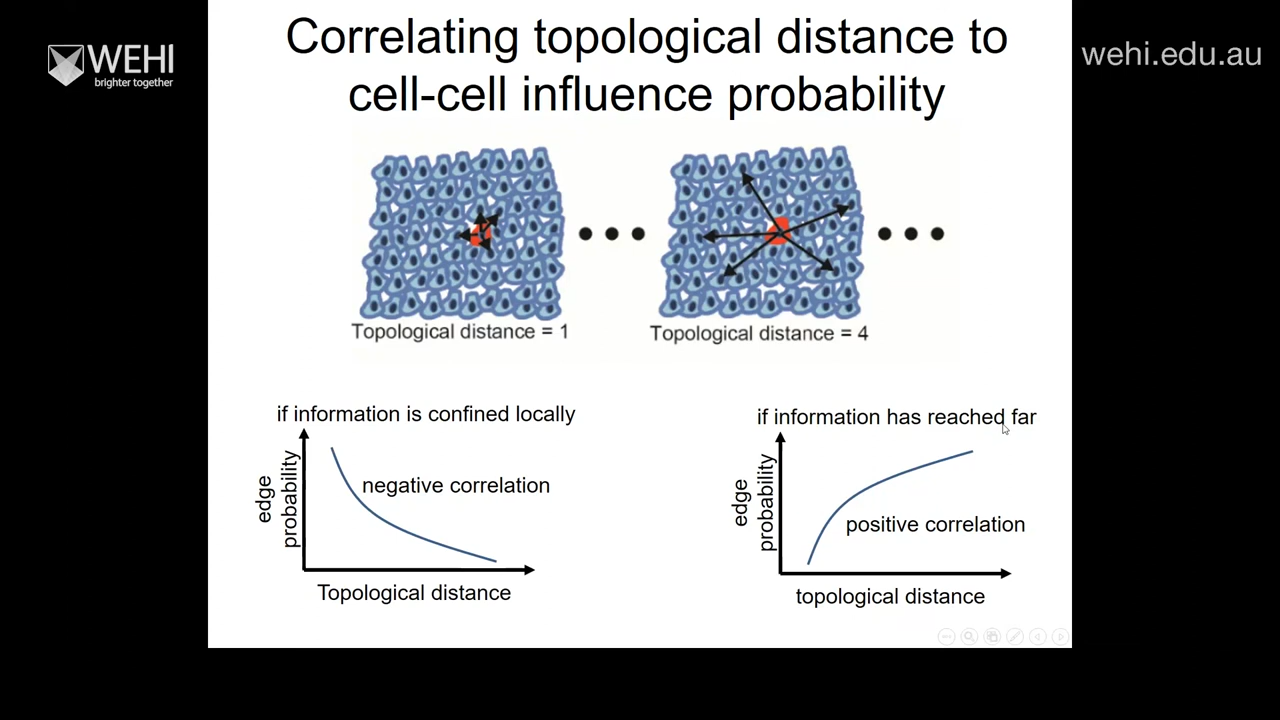 Correlating topological distance to
cell-cell influence probability
WEHI
brighter together
wehi.edu.au
Topological distance = 1
Topological distance = 4
if information is confined locally
edge
probability
negative correlation
Topological distance
if information has reached far
edge
probability
positive correlation
topological distance